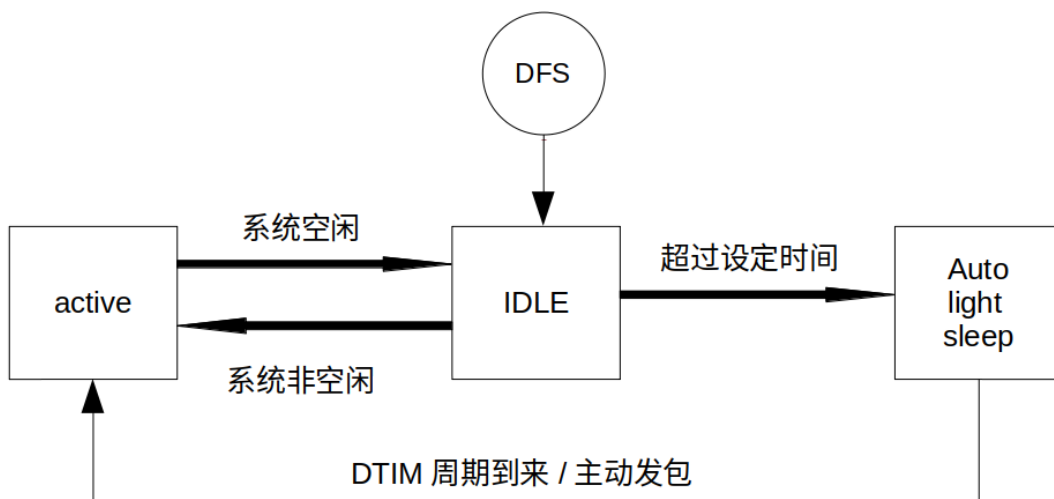 DFS
系统空闲
超过设定时间
active
IDLE
Auto
light
sleep
系统非空闲
DTIM 周期到来 / 主动发包